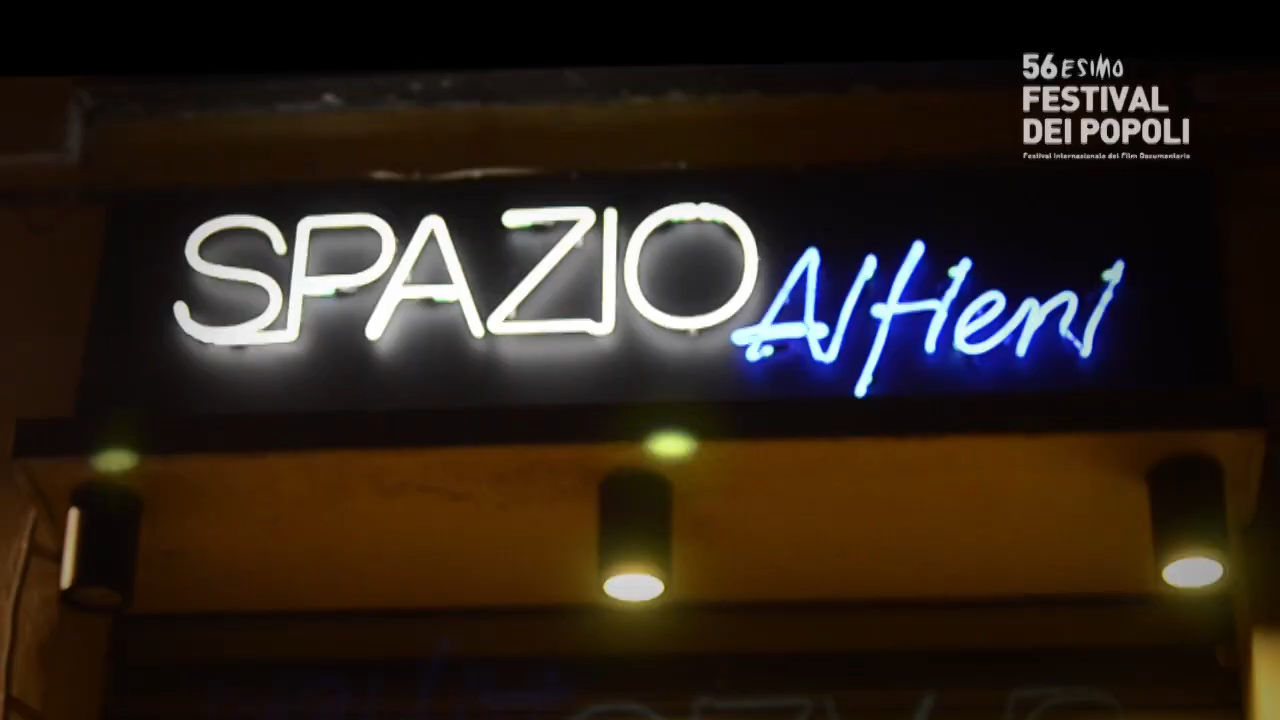 56ESIMO
FESTIVAL
DEI POPOLI
Festival Internazionale del Film Documentario
SPAZIO Alfieri